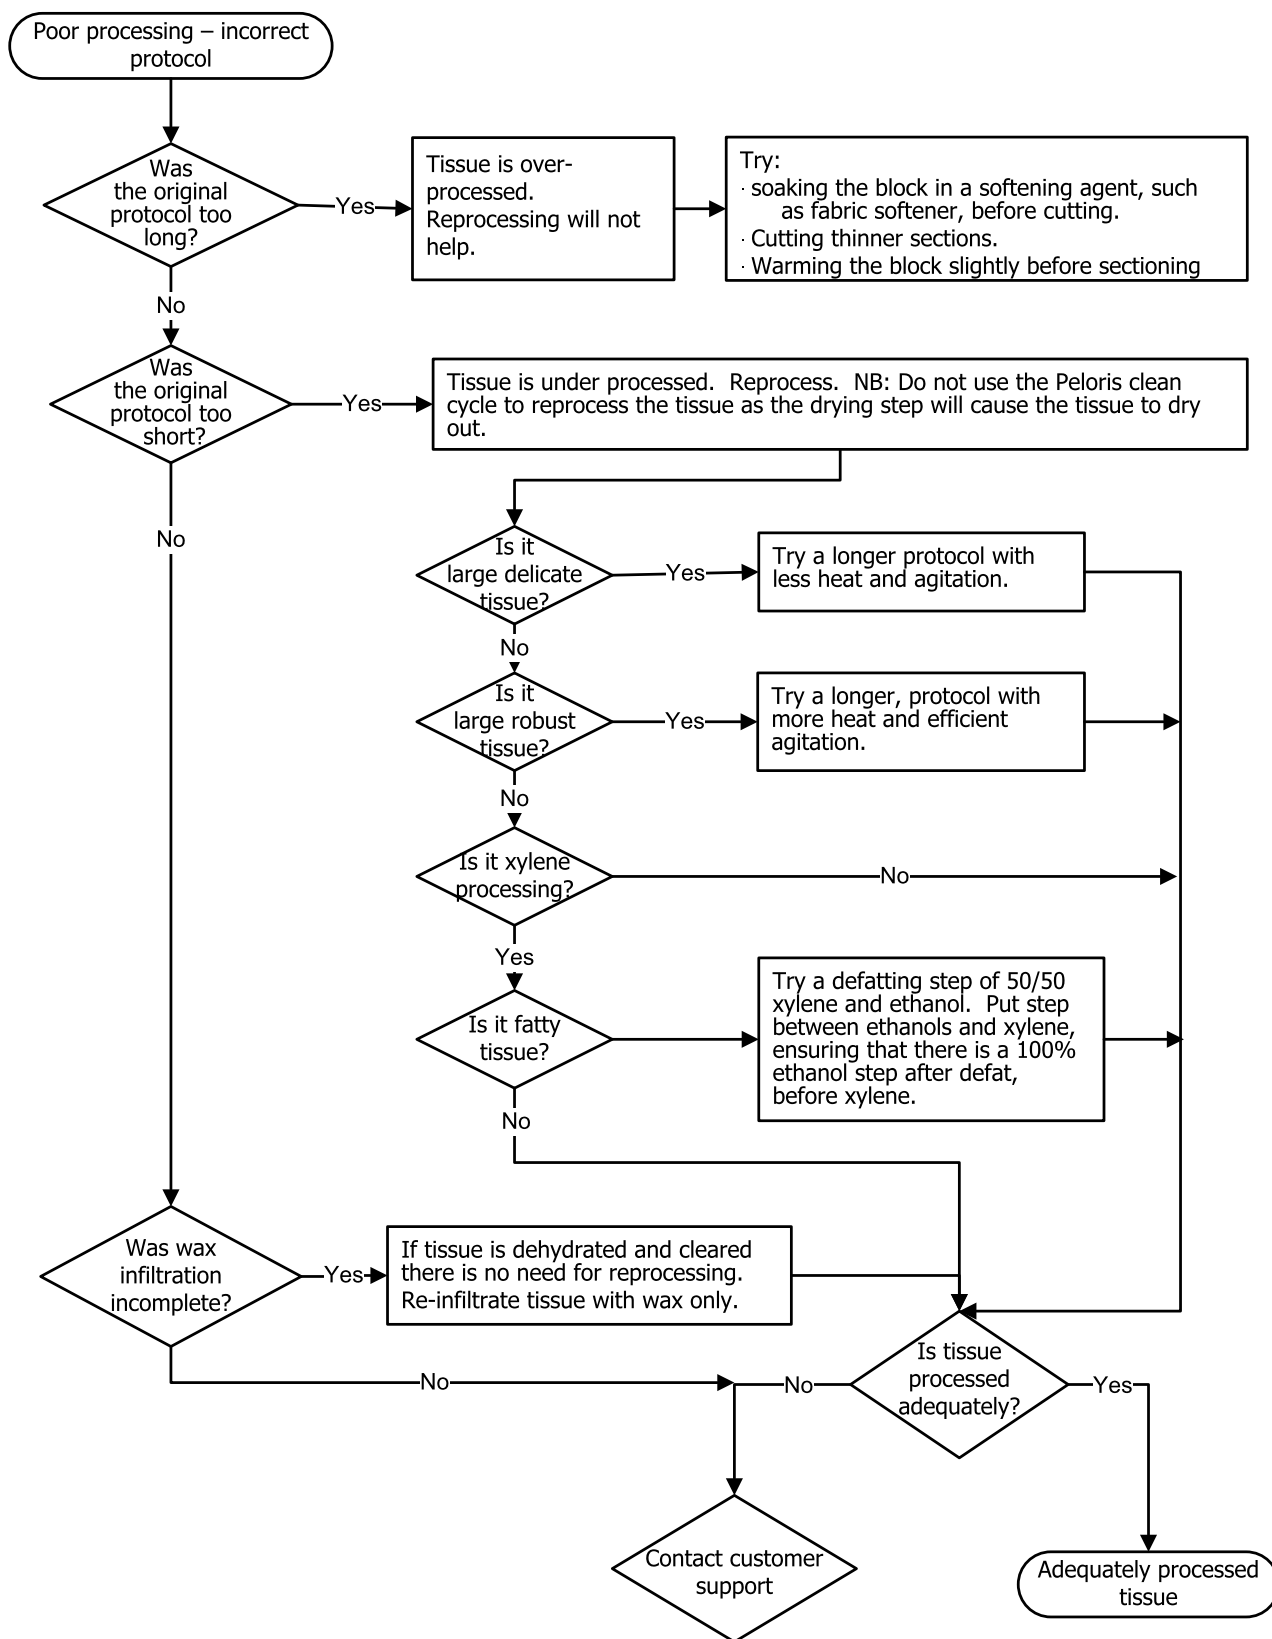 Poor processing – incorrect
protocol
Was
the original
protocol too
long?
Yes
Tissue is over-
processed.
Reprocessing will not
help.
Try:
· soaking the block in a softening agent, such
as fabric softener, before cutting.
· Cutting thinner sections.
· Warming the block slightly before sectioning
No
Was
the original
protocol too
short?
Yes
Tissue is under processed.  Reprocess.  NB: Do not use the Peloris clean
cycle to reprocess the tissue as the drying step will cause the tissue to dry
out.
No
Is it
large delicate
tissue?
Yes
Try a longer protocol with
less heat and agitation.
No
Is it
large robust
tissue?
Yes
Try a longer, protocol with
more heat and efficient
agitation.
No
Is it xylene
processing?
No
Yes
Is it fatty
tissue?
Try a defatting step of 50/50
xylene and ethanol.  Put step
between ethanols and xylene,
ensuring that there is a 100%
ethanol step after defat,
before xylene.
No
Was wax
infiltration
incomplete?
Yes
If tissue is dehydrated and cleared
there is no need for reprocessing.
Re-infiltrate tissue with wax only.
No
Is tissue
processed
adequately?
No
Yes
Contact customer
support
Adequately processed
tissue